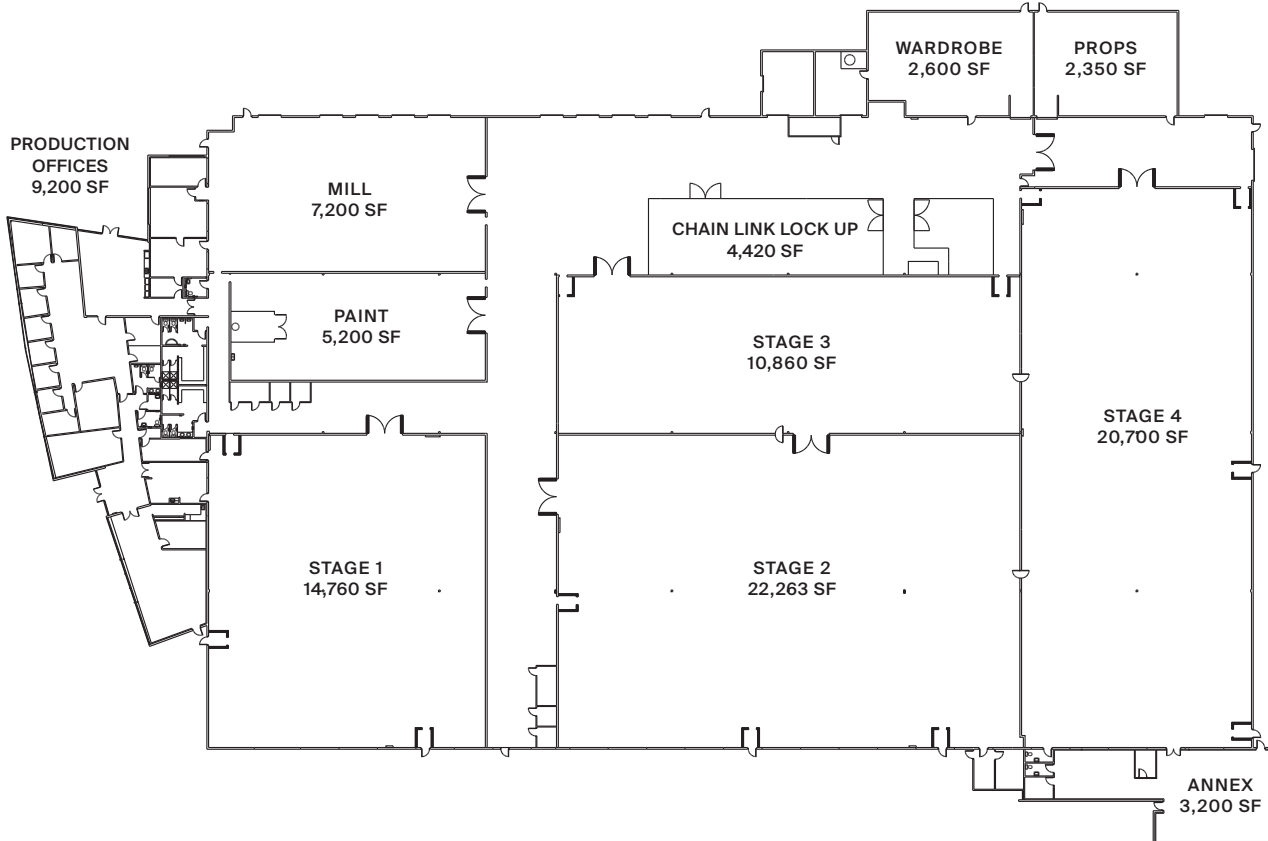 WARDROBE
2,600 SF
PROPS
2,350 SF
PRODUCTION
OFFICES
9,200 SF
MILL
7,200 SF
CHAIN LINK LOCK UP
4,420 SF
PAINT
5,200 SF
STAGE 3
10,860 SF
STAGE 4
20,700 SF
STAGE 1
14,760 SF
STAGE 2
22,263 SF
ANNEX
3,200 SF